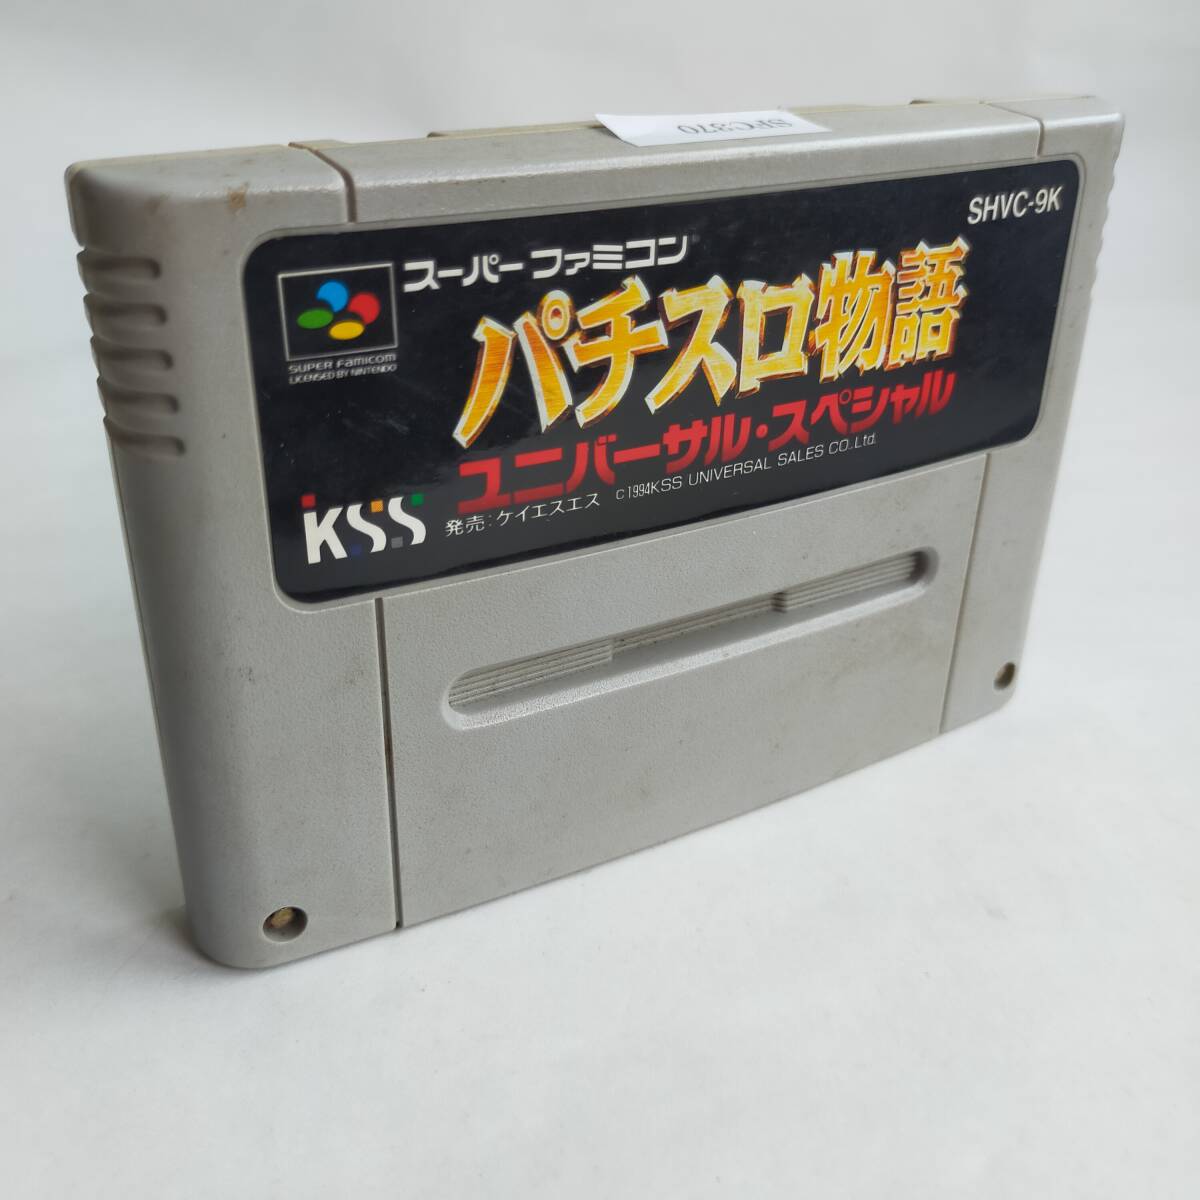 SFC370
SHVC-9K
スーパーファミコン
SUPER Famicom
LICENSED BY NINTENDO
パチスロ物語
ユニバーサル・スペシャル
KSS
発売:ケイエスエス
C1994KSS UNIVERSAL SALES CO.,Ltd.